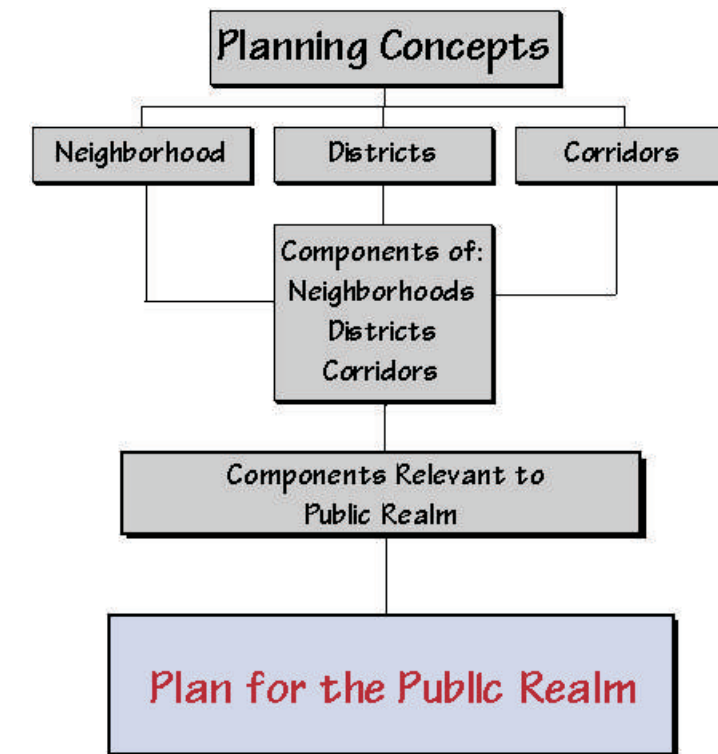 Planning Concepts
Neighborhood
Districts
Corridors
Components of:
Neighborhoods
Districts
Corridors
Components Relevant to
Public Realm
Plan for the Public Realm